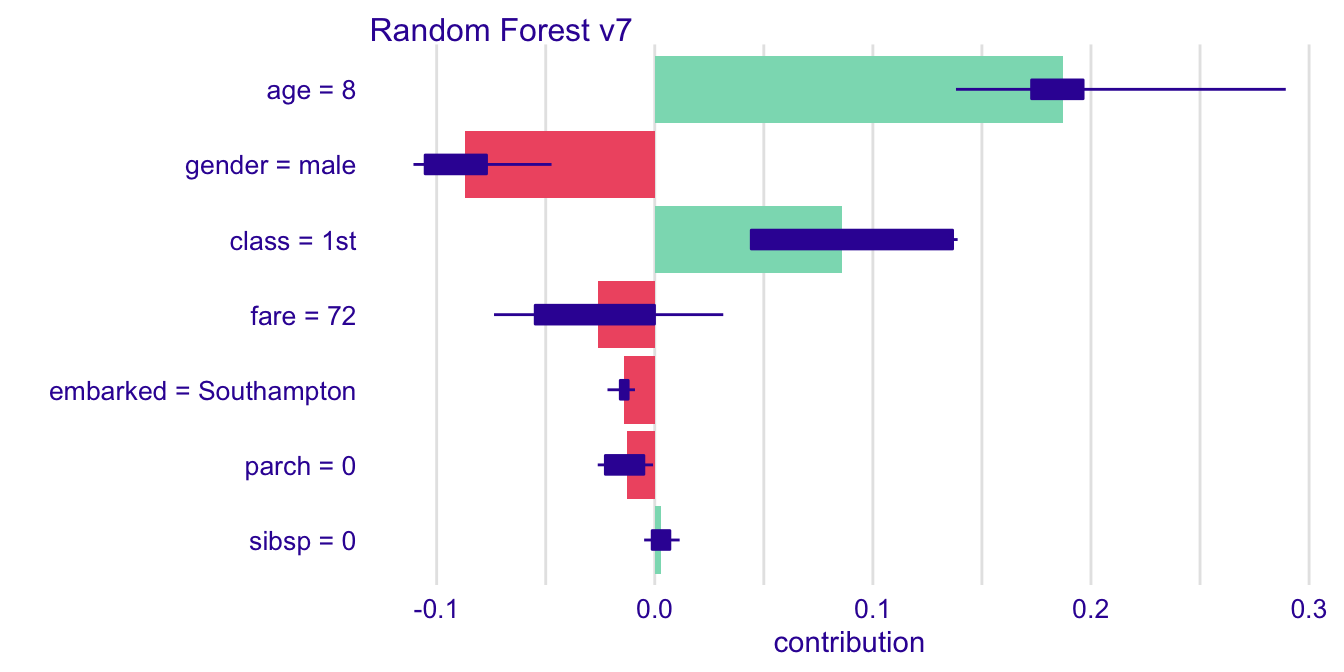 Random Forest v7
age = 8
gender = male
class = 1st
fare = 72
embarked = Southampton
parch = 0
sibsp = 0
-0.1 0.0 0.1 0.2 0.3
contribution